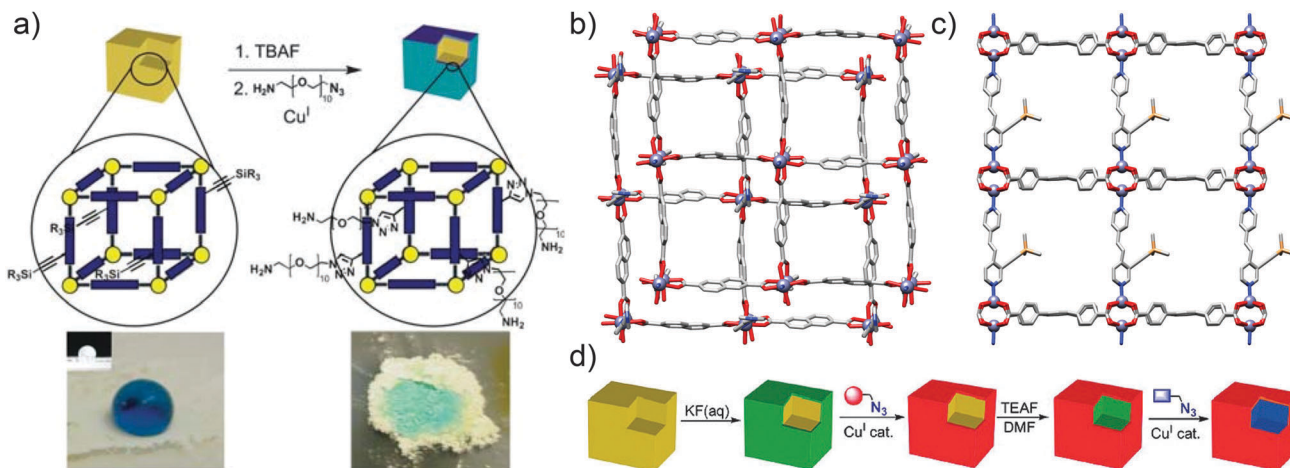 a)
1. TBAF
2. H₂N O 10 N₃
Cuᴵ
SiR₃
R₃Si
R₃Si
R₃Si
H₂N O 10 N N N
H₂N O 10 N N
N N N
O 10
NH₂
O 10
NH₂
b)
c)
d)
KF(aq)
N₃
Cuᴵ cat.
TEAF
DMF
N₃
Cuᴵ cat.